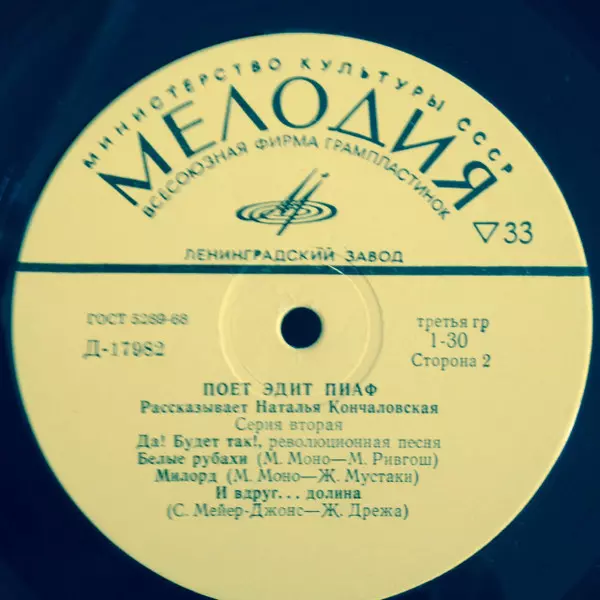 МИНИСТЕРСТВО КУЛЬТУРЫ СССР
МЕЛОДИЯ
ВСЕСОЮЗНАЯ ФИРМА ГРАМПЛАСТИНОК
33
ЛЕНИНГРАДСКИЙ ЗАВОД
ГОСТ 5289-68
третья гр
Д-17982
1-30
Сторона 2
ПОЕТ ЭДИТ ПИАФ
Рассказывает Наталья Кончаловская
Серия вторая
Да! Будет так!, революционная песня
Белые рубахи (М. Моно—М. Ривгош)
Милорд (М. Моно—Ж. Мустаки)
И вдруг... долина
(С. Мейер-Джонс—Ж. Дрежа)